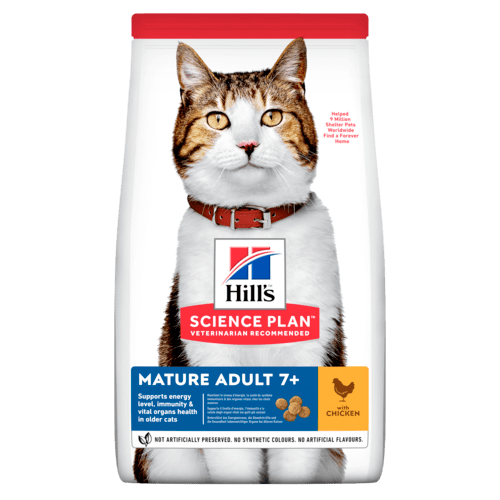 Helped
9 Million
Shelter Pets
Worldwide
Find a Forever
Home
Hill's
SCIENCE PLAN™
VETERINARIAN RECOMMENDED
MATURE ADULT 7+
Supports energy
level, immunity &
vital organs health
in older cats
with
CHICKEN
NOT ARTIFICIALLY PRESERVED. NO SYNTHETIC COLOURS. NO ARTIFICIAL FLAVOURS.